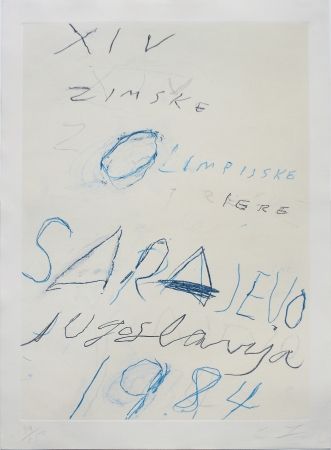 XIV
ZIMSKE
OLIMPIJSKE
IGRE
SARAJEVO
Jugoslavija
1984